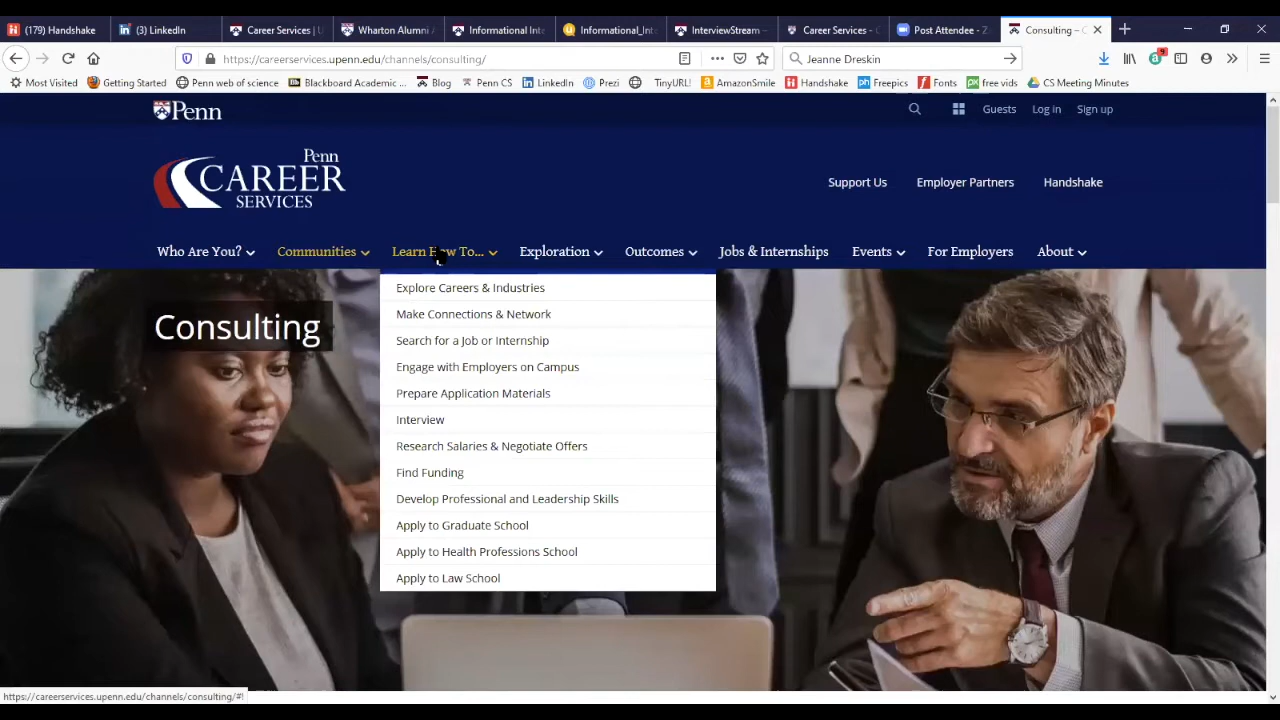 (179) Handshake
(3) LinkedIn
Career Services | U
Wharton Alumni A
Informational Inte
Informational_Inte
InterviewStream -
Career Services - C
Post Attendee - Z
Consulting – C
https://careerservices.upenn.edu/channels/consulting/
Jeanne Dreskin
9
Most Visited
Getting Started
Penn web of science
Blackboard Academic ...
Blog
Penn CS
LinkedIn
Prezi
TinyURL!
AmazonSmile
Handshake
Freepics
Fonts
free vids
CS Meeting Minutes
Penn
Guests
Log in
Sign up
Penn
CAREER
SERVICES
Support Us
Employer Partners
Handshake
Who Are You?
Communities
Learn How To...
Exploration
Outcomes
Jobs & Internships
Events
For Employers
About
Consulting
Explore Careers & Industries
Make Connections & Network
Search for a Job or Internship
Engage with Employers on Campus
Prepare Application Materials
Interview
Research Salaries & Negotiate Offers
Find Funding
Develop Professional and Leadership Skills
Apply to Graduate School
Apply to Health Professions School
Apply to Law School
https://careerservices.upenn.edu/channels/consulting/#!